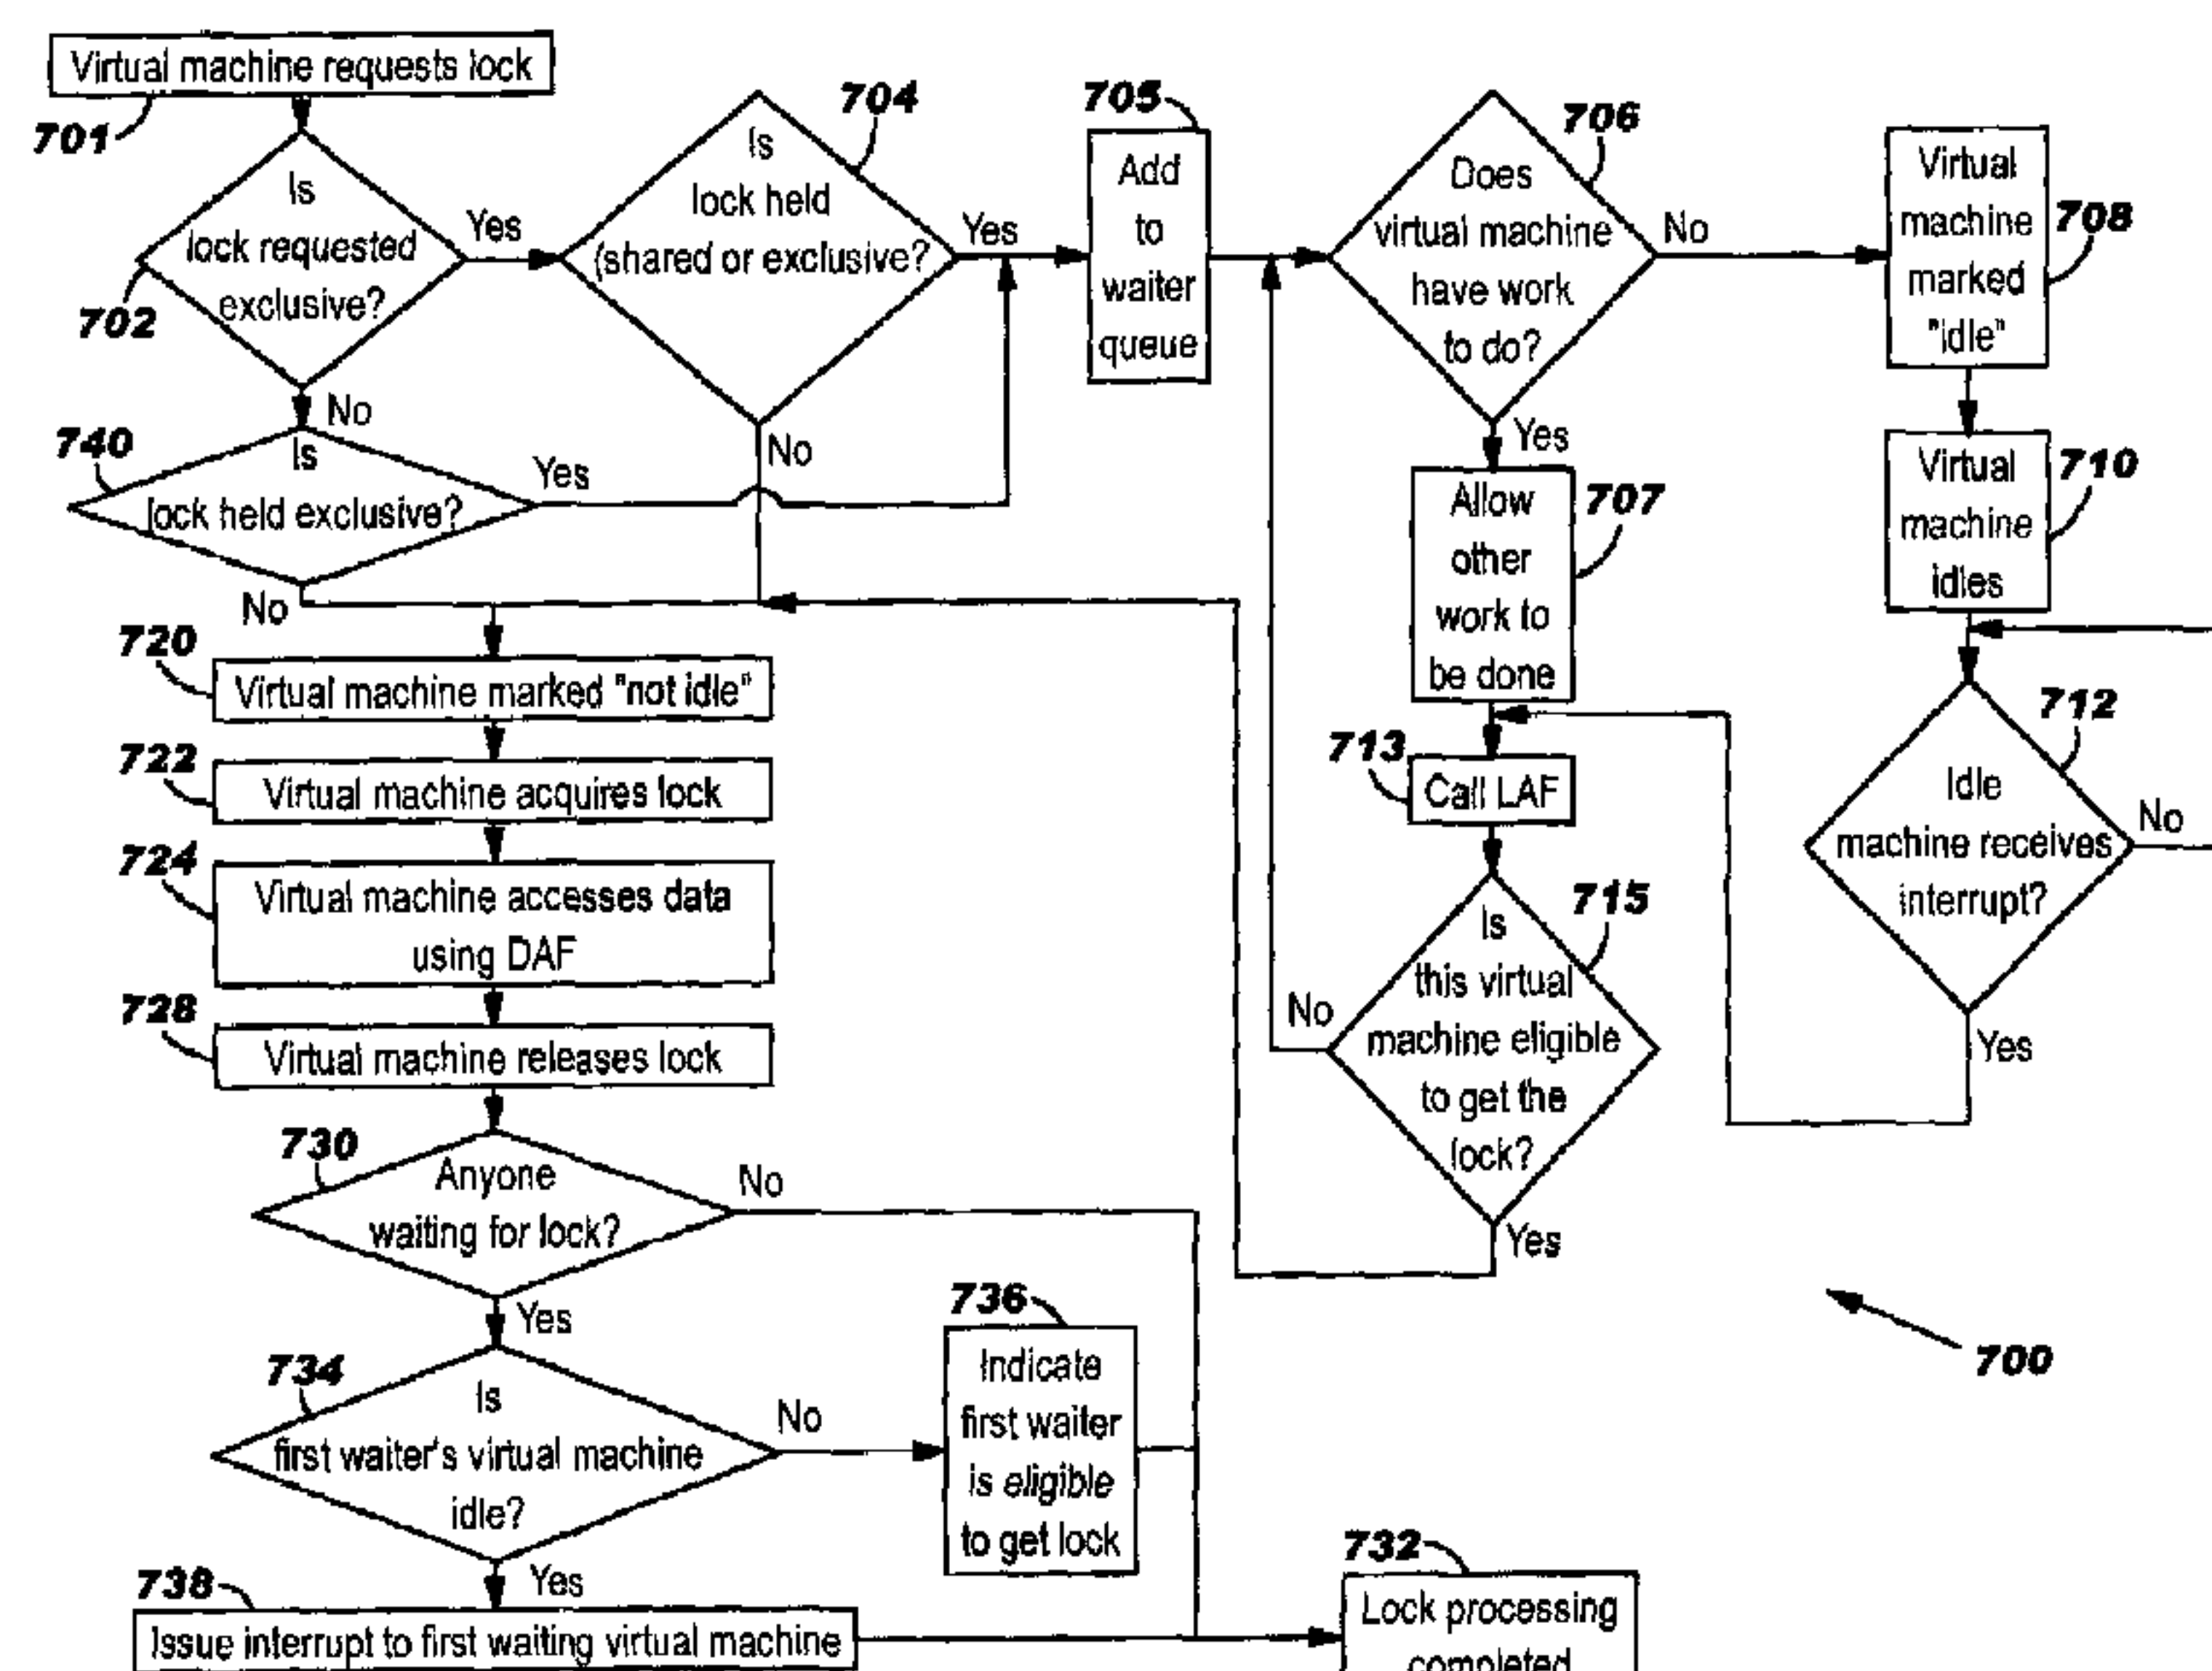 Virtual machine requests lock
701
Is
lock requested
exclusive?
702
Yes
No
704
Is
lock held
(shared or exclusive?
Yes
No
705
Add
to
waiter
queue
706
Does
virtual machine
have work
to do?
No
Yes
Virtual
machine
marked
"idle"
708
740
Is
lock held exclusive?
Yes
No
Allow
other
work to
be done
707
Virtual
machine
idles
710
720
Virtual machine marked "not idle"
722
Virtual machine acquires lock
724
Virtual machine accesses data
using DAF
728
Virtual machine releases lock
713
Call LAF
712
Idle
machine receives
interrupt?
No
Yes
715
Is
this virtual
machine eligible
to get the
lock?
No
Yes
730
Anyone
waiting for lock?
No
Yes
734
Is
first waiter's virtual machine
idle?
No
Yes
736
Indicate
first waiter
is eligible
to get lock
700
738
Issue interrupt to first waiting virtual machine
732
Lock processing
completed